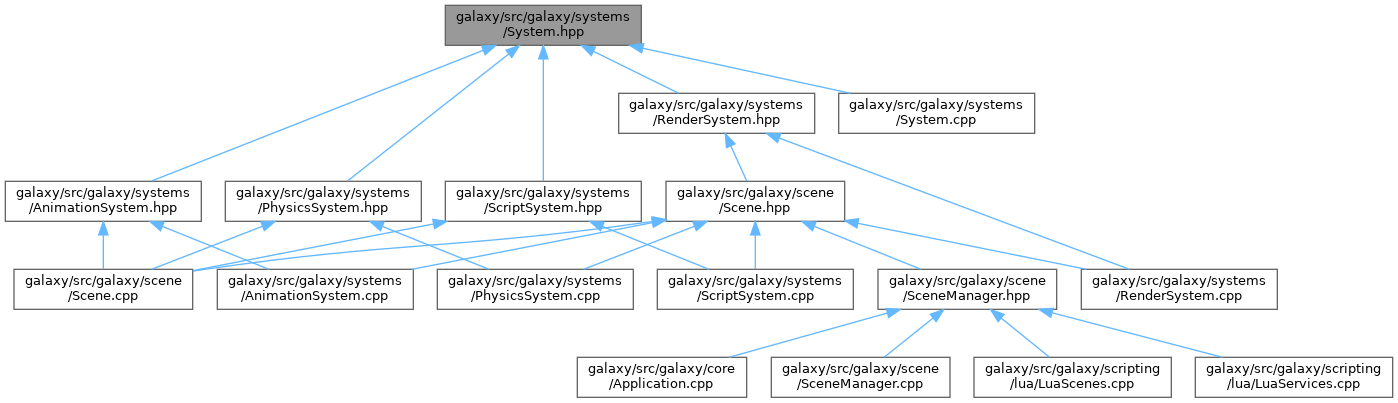 galaxy/src/galaxy/systems
/System.hpp
galaxy/src/galaxy/systems
/RenderSystem.hpp
galaxy/src/galaxy/systems
/System.cpp
galaxy/src/galaxy/systems
/AnimationSystem.hpp
galaxy/src/galaxy/systems
/PhysicsSystem.hpp
galaxy/src/galaxy/systems
/ScriptSystem.hpp
galaxy/src/galaxy/scene
/Scene.hpp
galaxy/src/galaxy/scene
/Scene.cpp
galaxy/src/galaxy/systems
/AnimationSystem.cpp
galaxy/src/galaxy/systems
/PhysicsSystem.cpp
galaxy/src/galaxy/systems
/ScriptSystem.cpp
galaxy/src/galaxy/scene
/SceneManager.hpp
galaxy/src/galaxy/systems
/RenderSystem.cpp
galaxy/src/galaxy/core
/Application.cpp
galaxy/src/galaxy/scene
/SceneManager.cpp
galaxy/src/galaxy/scripting
/lua/LuaScenes.cpp
galaxy/src/galaxy/scripting
/lua/LuaServices.cpp